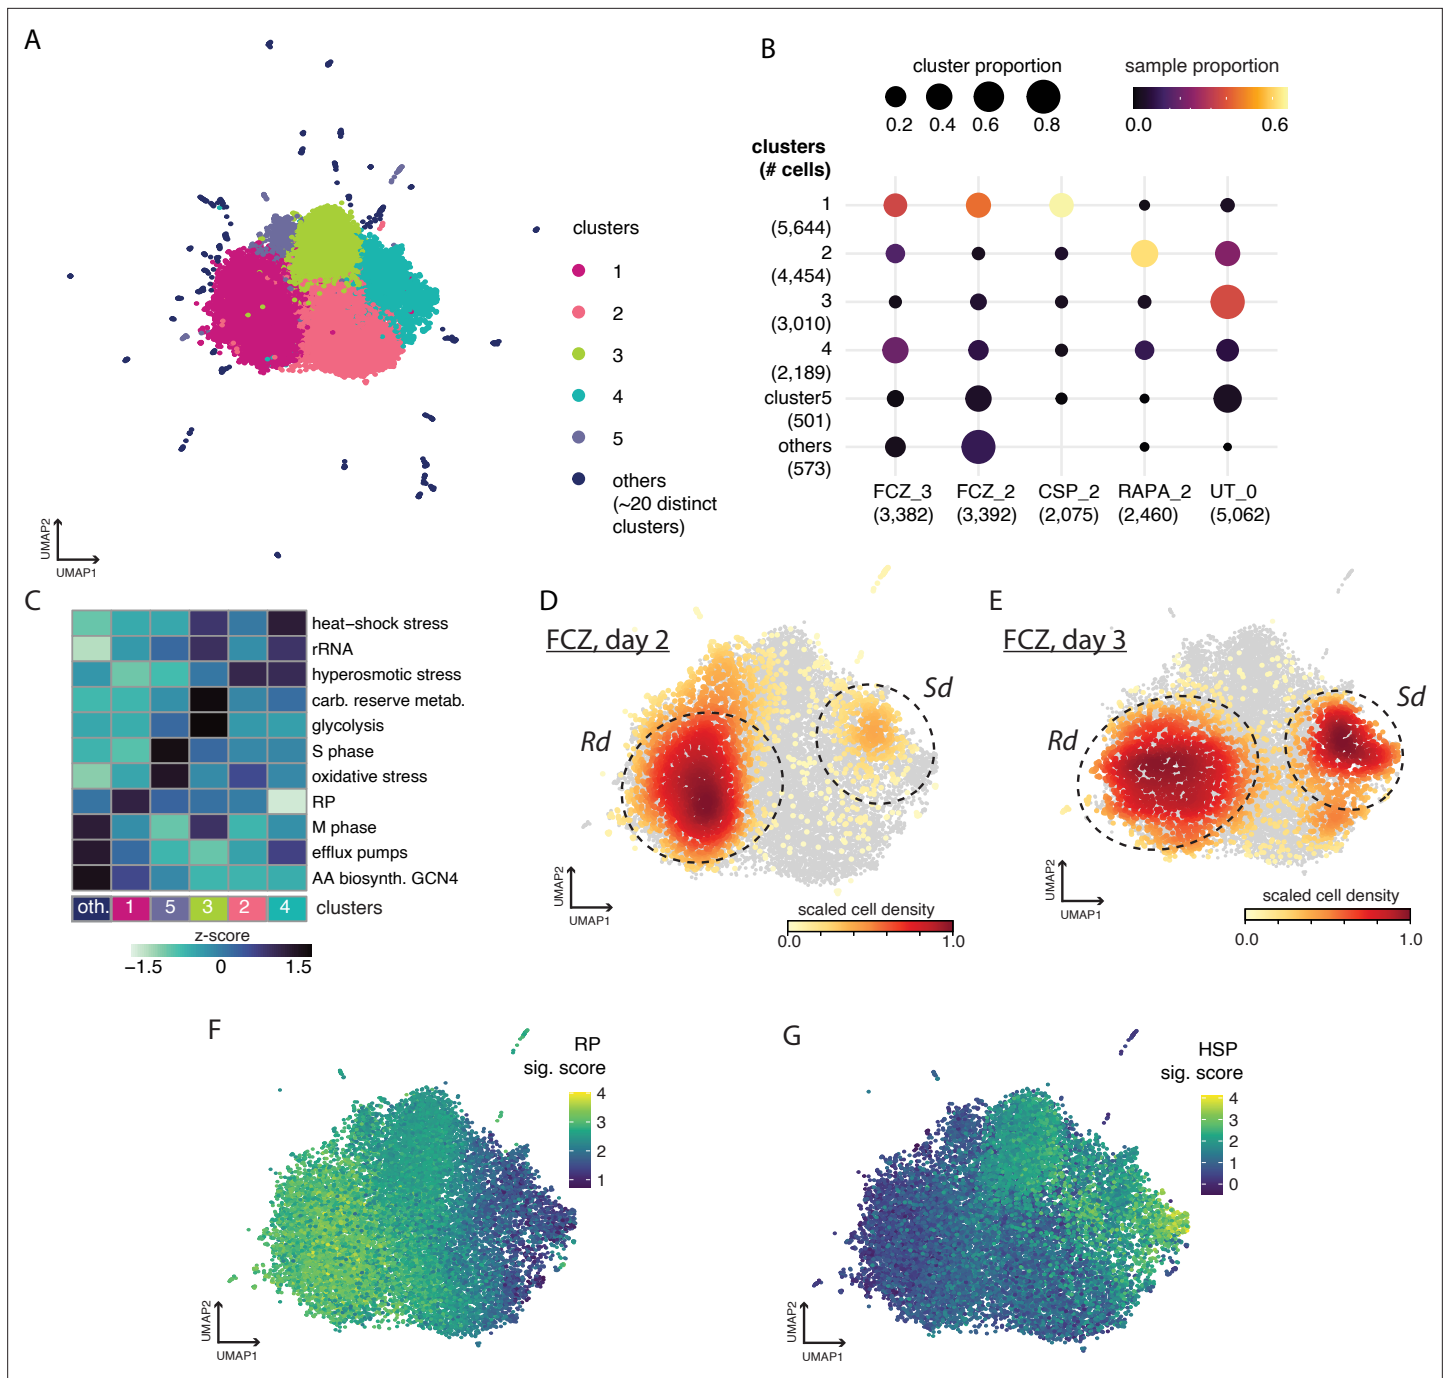 A
clusters
1
2
3
4
5
others
(~20 distinct
clusters)
UMAP2
UMAP1
B
cluster proportion
0.2 0.4 0.6 0.8
sample proportion
0.0 0.6
clusters
(# cells)
1
(5,644)
2
(4,454)
3
(3,010)
4
(2,189)
cluster5
(501)
others
(573)
FCZ_3 FCZ_2 CSP_2 RAPA_2 UT_0
(3,382) (3,392) (2,075) (2,460) (5,062)
C
heat−shock stress
rRNA
hyperosmotic stress
carb. reserve metab.
glycolysis
S phase
oxidative stress
RP
M phase
efflux pumps
AA biosynth. GCN4
oth. 1 5 3 2 4 clusters
z−score
−1.5 0 1.5
D
FCZ, day 2
Rd
Sd
UMAP2
UMAP1
scaled cell density
0.0 1.0
E
FCZ, day 3
Rd
Sd
UMAP2
UMAP1
scaled cell density
0.0 1.0
F
RP
sig. score
4
3
2
1
UMAP2
UMAP1
G
HSP
sig. score
4
3
2
1
0
UMAP2
UMAP1